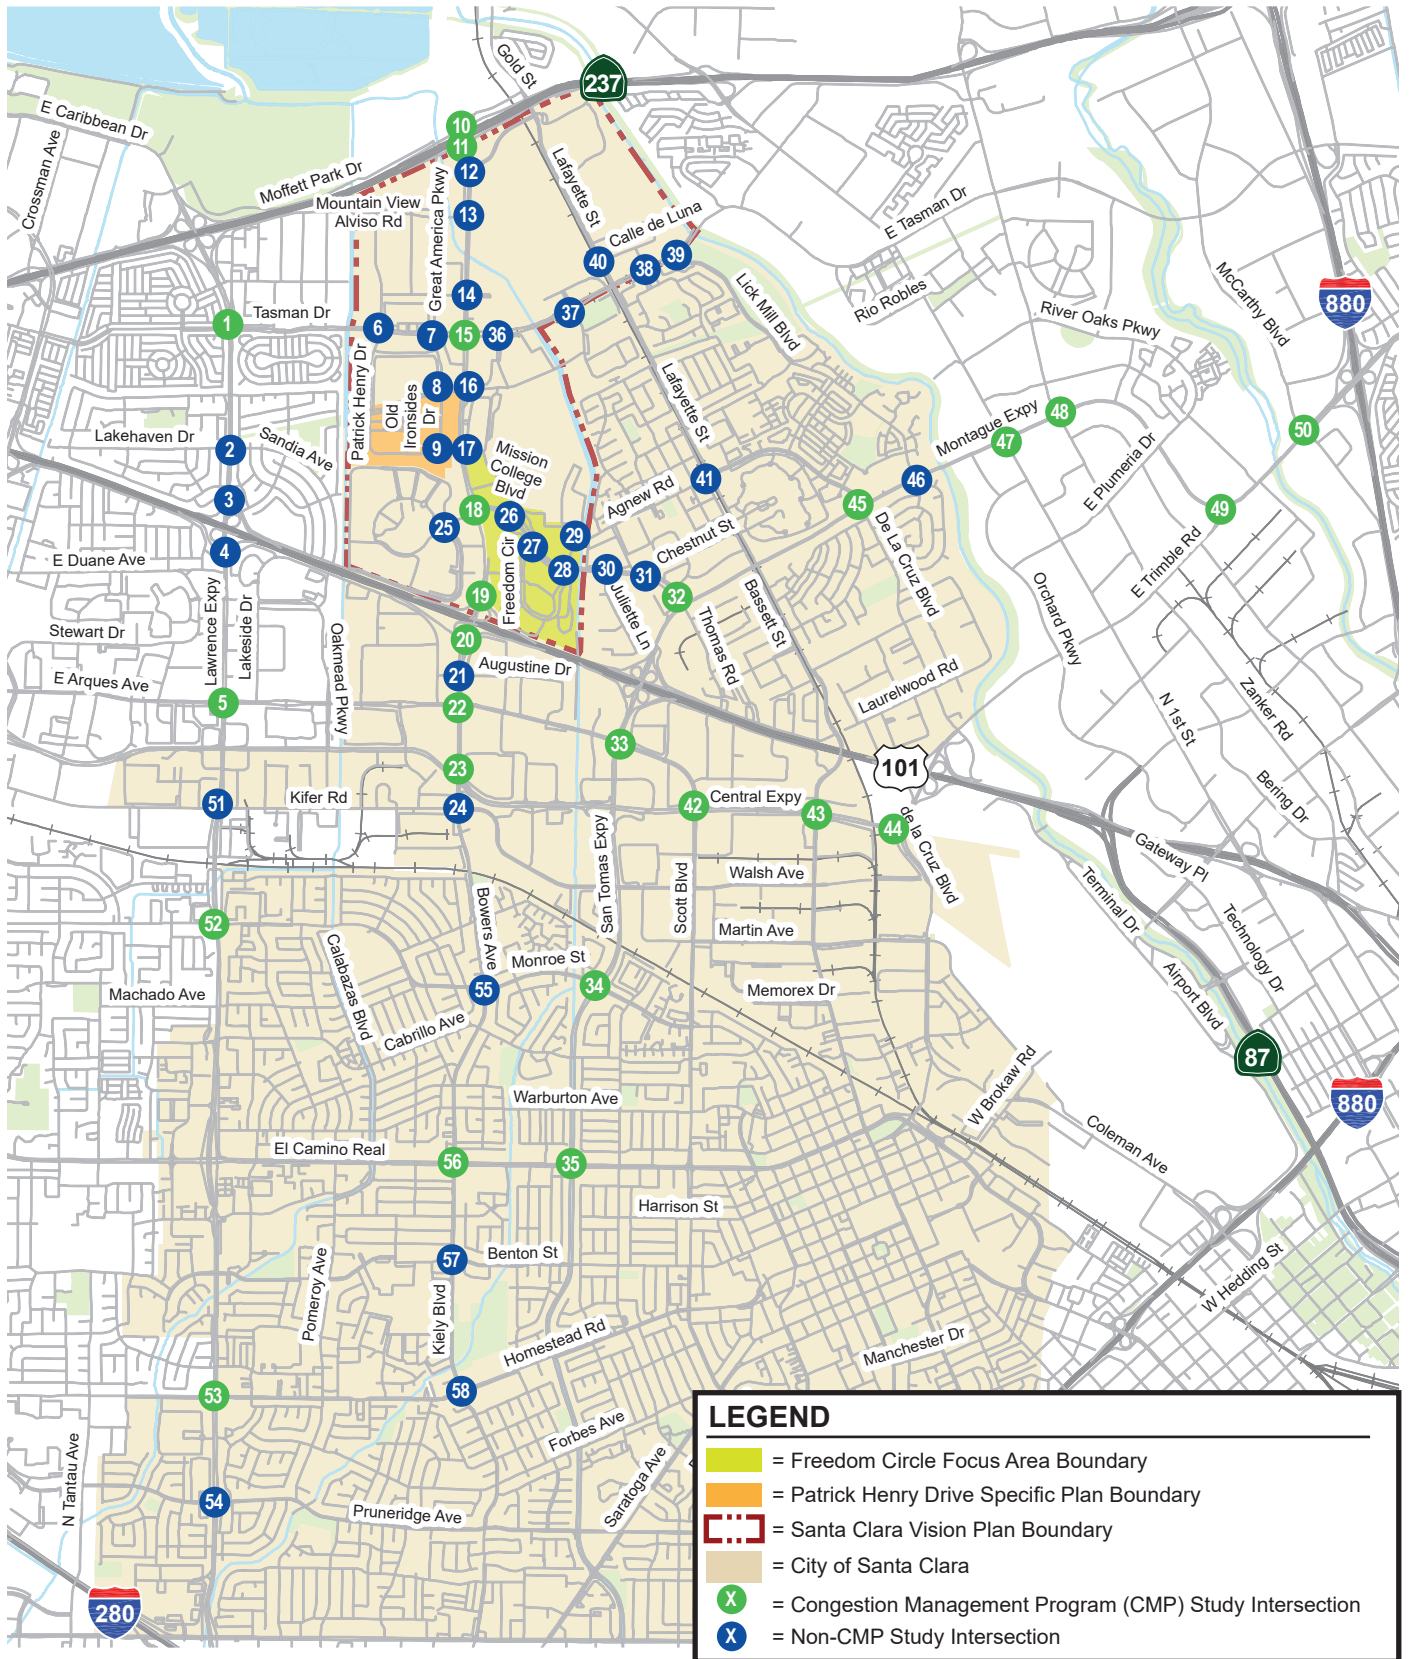 Gold St
237
E Caribbean Dr
Crossman Ave
10
11
Moffett Park Dr
12
Lafayette St
Mountain View
Alviso Rd
Great America Pkwy
13
E Tasman Dr
Calle de Luna
40
38
39
McCarthy Blvd
Lick Mill Blvd
14
Rio Robles
880
1
Tasman Dr
6
7
15
36
37
River Oaks Pkwy
Patrick Henry Dr
8
16
Lafayette St
Old
Ironsides
Dr
Montague Expy
48
47
50
Lakehaven Dr
2
Sandia Ave
9
17
Mission
College
Blvd
E Plumeria Dr
41
46
3
Agnew Rd
45
18
26
25
49
De La Cruz Blvd
29
27
Chestnut St
4
E Duane Ave
28
30
31
E Trimble Rd
Freedom Cir
19
32
Lawrence Expy
Lakeside Dr
Juliette Ln
Bassett St
Orchard Pkwy
Stewart Dr
Oakmead Pkwy
20
Thomas Rd
21
Augustine Dr
E Arques Ave
Laurelwood Rd
5
22
N 1st St
Zanker Rd
33
23
101
Kifer Rd
51
24
42
Central Expy
43
44
Bering Dr
de la Cruz Blvd
San Tomas Expy
Gateway Pl
Walsh Ave
Scott Blvd
Bowers Ave
Terminal Dr
52
Martin Ave
Technology Dr
Calabazas Blvd
Monroe St
Machado Ave
55
34
Memorex Dr
Airport Blvd
Cabrillo Ave
87
W Brokaw Rd
Warburton Ave
880
Coleman Ave
El Camino Real
56
35
Harrison St
57
Benton St
W Hedding St
Pomeroy Ave
Kiely Blvd
Homestead Rd
Manchester Dr
53
58
Forbes Ave
N Tantau Ave
Saratoga Ave
54
Pruneridge Ave
280
LEGEND
= Freedom Circle Focus Area Boundary
= Patrick Henry Drive Specific Plan Boundary
= Santa Clara Vision Plan Boundary
= City of Santa Clara
X = Congestion Management Program (CMP) Study Intersection
X = Non-CMP Study Intersection